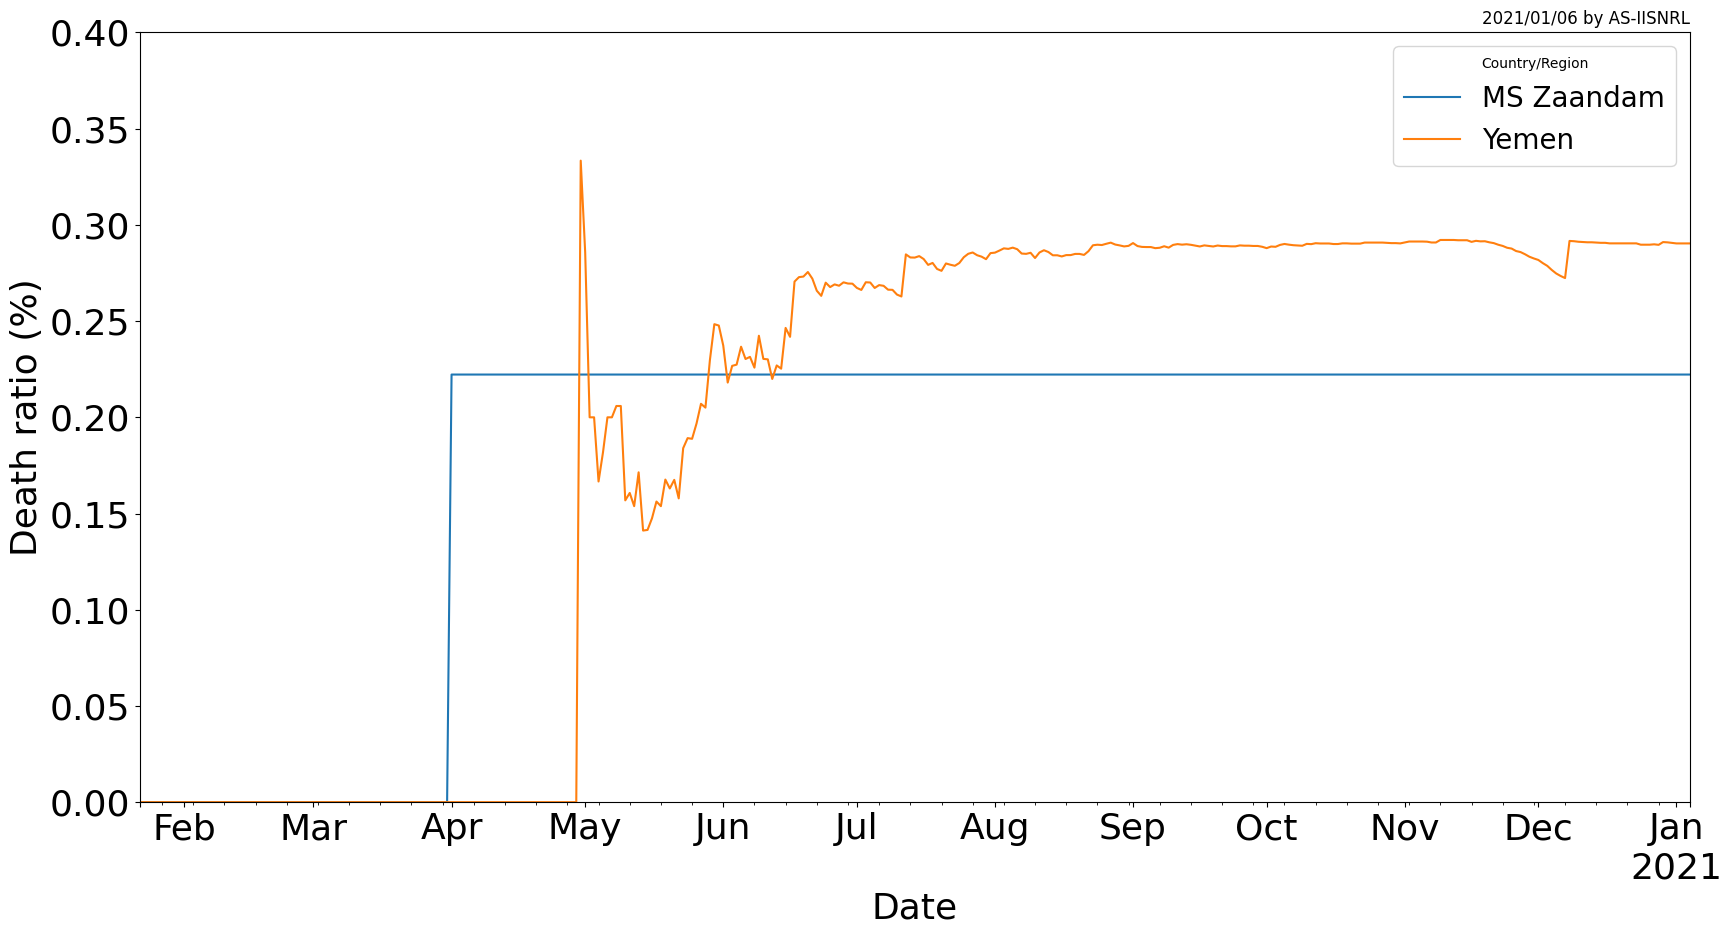 2021/01/06 by AS-IISNRL
Country/Region
MS Zaandam
Yemen
Death ratio (%)
0.40
0.35
0.30
0.25
0.20
0.15
0.10
0.05
0.00
Feb Mar Apr May Jun Jul Aug Sep Oct Nov Dec Jan
2021
Date